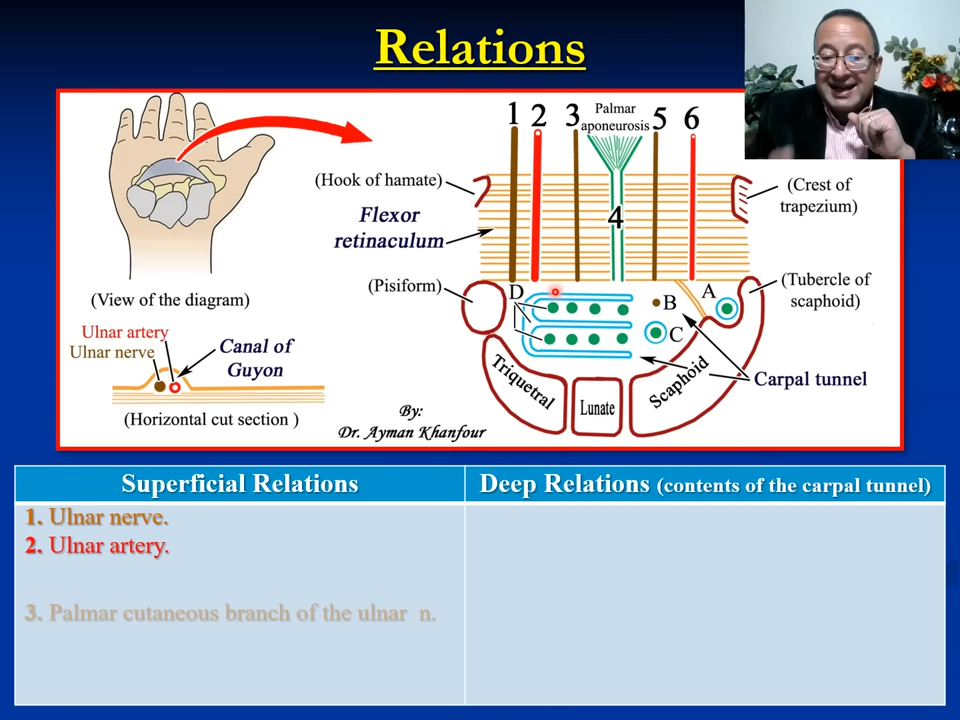 Relations
1 2 3 Palmar aponeurosis 5 6
(Hook of hamate)
Flexor
retinaculum
4
(Crest of
trapezium)
(Pisiform)
D
B
A
C
(Tubercle of
scaphoid)
(View of the diagram)
Ulnar artery
Ulnar nerve
Canal of
Guyon
(Horizontal cut section )
Triquetral
Lunate
Scaphoid
Carpal tunnel
By:
Dr. Ayman Khanfour
Superficial Relations
Deep Relations (contents of the carpal tunnel)
1. Ulnar nerve.
2. Ulnar artery.
3. Palmar cutaneous branch of the ulnar n.